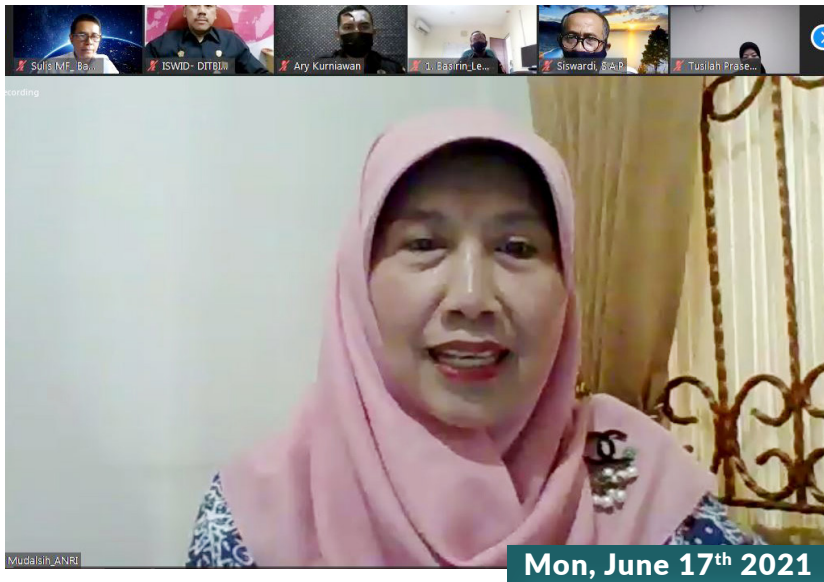 Sulis MF_ Ba...
ISWID- DITBI...
Ary Kurniawan
1. Basirin_Le...
Siswardi, S.A.P
Tusilah Prase...
ecording
Mudalsih_ANRI
Mon, June 17th 2021